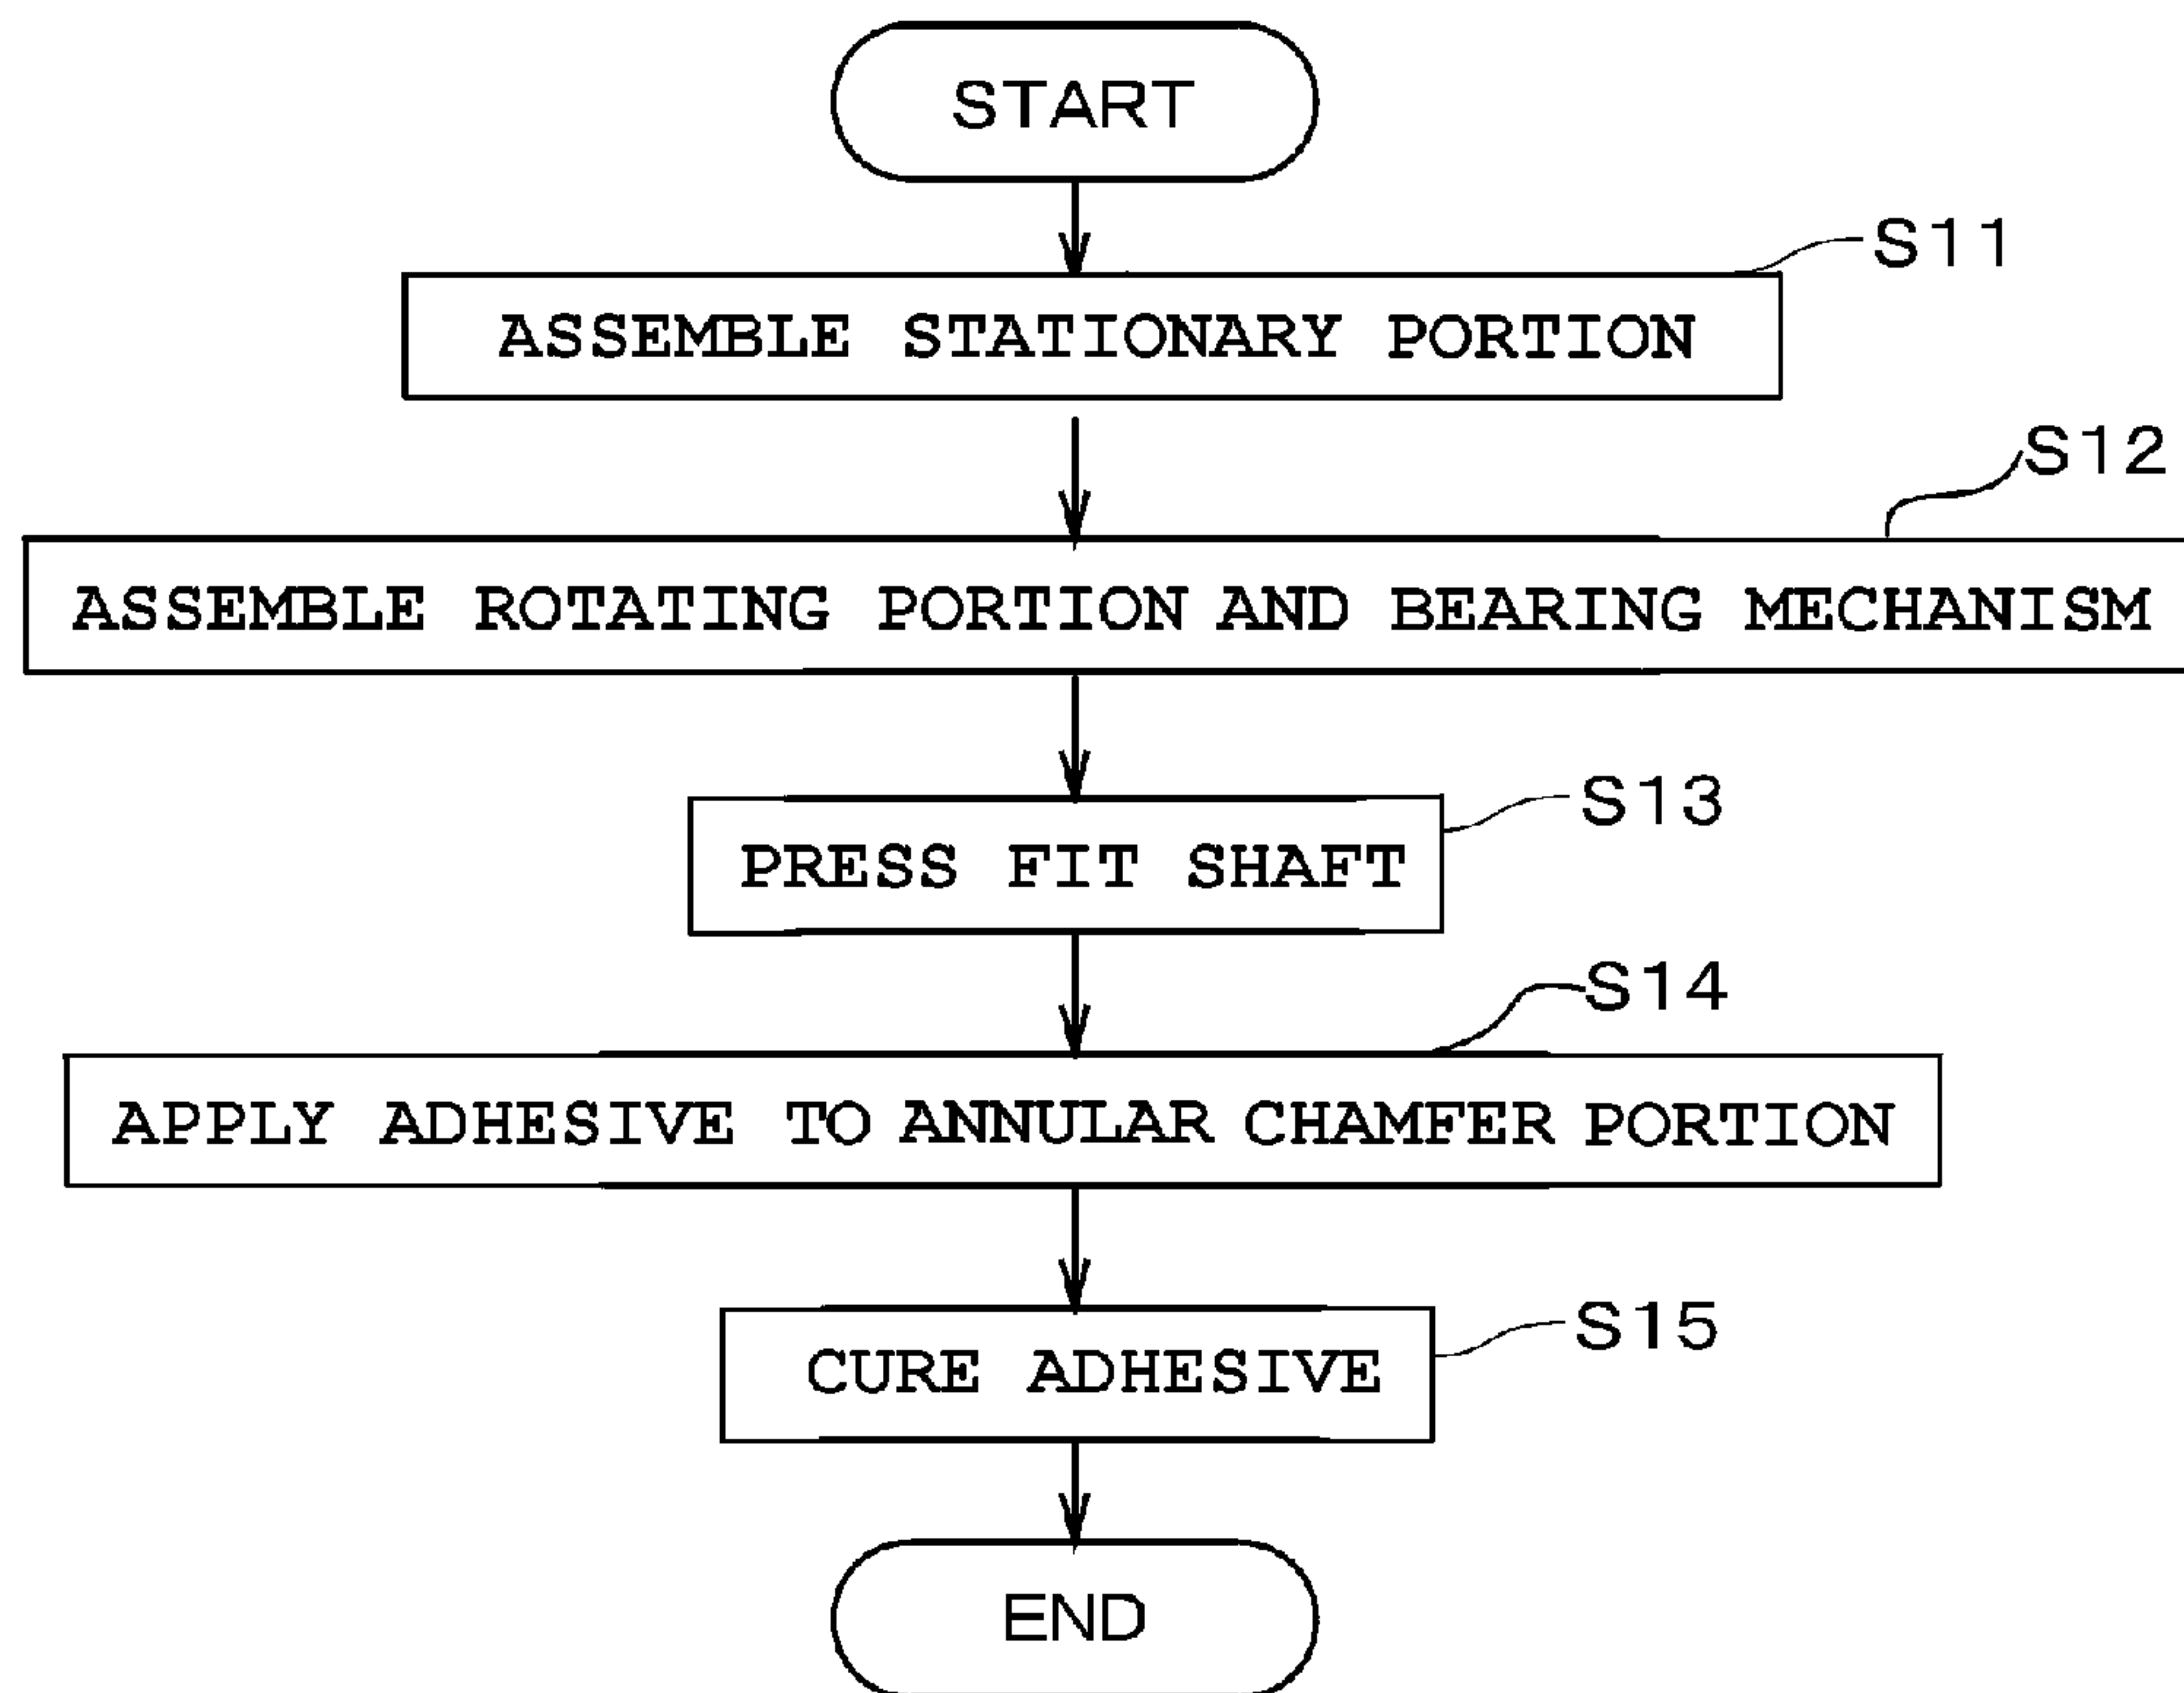 START
S11
ASSEMBLE STATIONARY PORTION
S12
ASSEMBLE ROTATING PORTION AND BEARING MECHANISM
S13
PRESS FIT SHAFT
S14
APPLY ADHESIVE TO ANNULAR CHAMFER PORTION
S15
CURE ADHESIVE
END